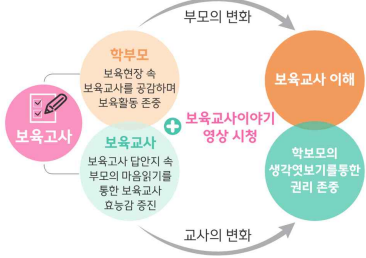 부모의 변화
학부모
보육현장 속
보육교사를 공감하며
보육활동 존중
보육고사
보육교사
보육고사 답안지 속
부모의 마음읽기를
통한 보육교사
효능감 증진
보육교사이야기
영상 시청
보육교사 이해
학보모의
생각엿보기를통한
권리 존중
교사의 변화